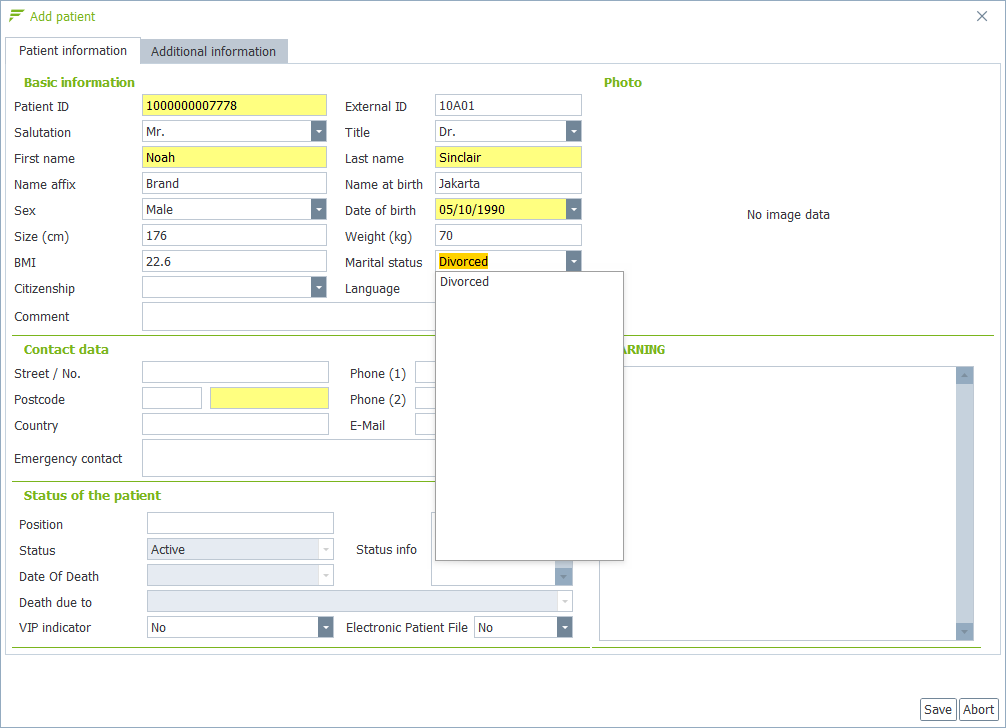 Add patient
Patient information Additional information
Basic information Photo
Patient ID 1000000007778 External ID 10A01
Salutation Mr. Title Dr.
First name Noah Last name Sinclair
Name affix Brand Name at birth Jakarta
Sex Male Date of birth 05/10/1990
No image data
Size (cm) 176 Weight (kg) 70
BMI 22.6 Marital status Divorced
Divorced
Citizenship Language
Comment
Contact data ARNING
Street / No. Phone (1)
Postcode Phone (2)
Country E-Mail
Emergency contact
Status of the patient
Position
Status Active Status info
Date Of Death
Death due to
VIP indicator No Electronic Patient File No
Save Abort